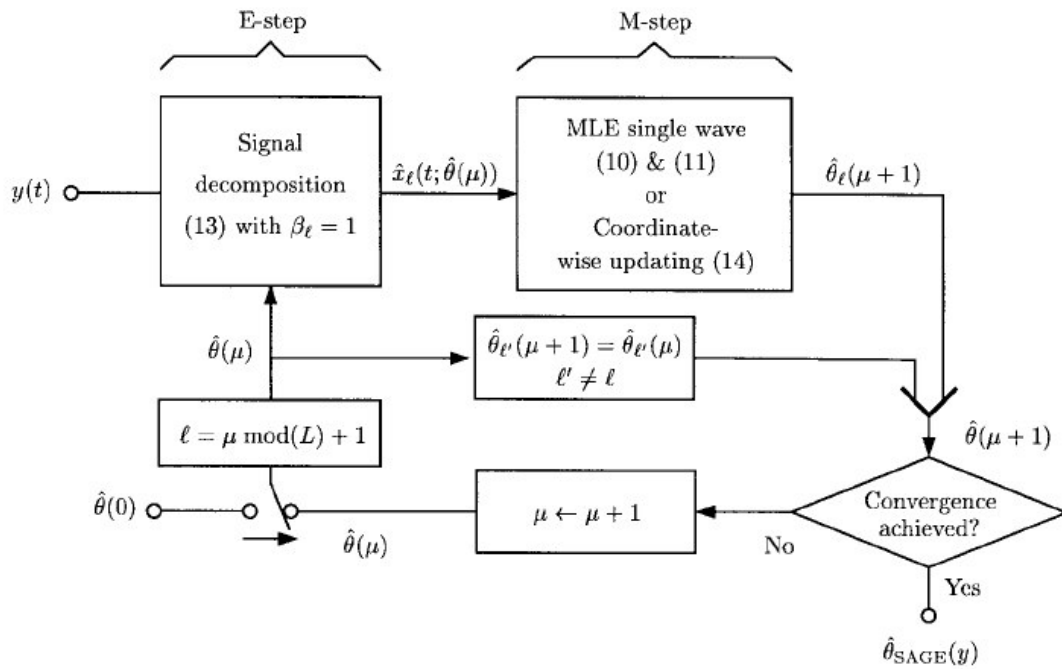 E-step
M-step
y(t)
Signal
decomposition
(13) with β_ℓ = 1
x̂_ℓ(t; θ̂(μ))
MLE single wave
(10) & (11)
or
Coordinate-
wise updating (14)
θ̂_ℓ(μ + 1)
θ̂(μ)
θ̂_ℓ′(μ + 1) = θ̂_ℓ′(μ)
ℓ′ ≠ ℓ
ℓ = μ mod(L) + 1
θ̂(μ + 1)
θ̂(0)
θ̂(μ)
μ ← μ + 1
Convergence
achieved?
No
Yes
θ̂_SAGE(y)